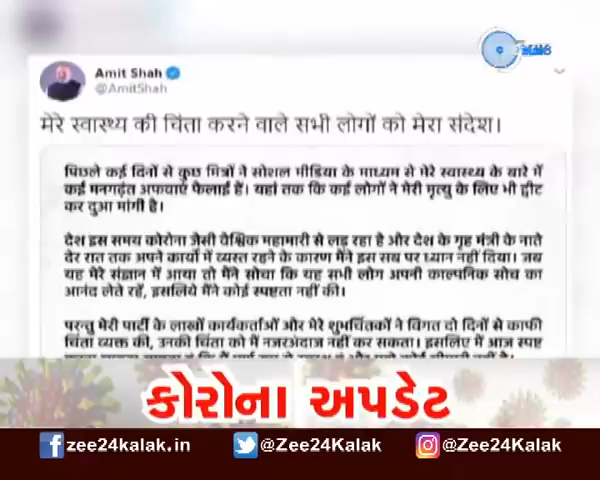 Amit Shah
@AmitShah
मेरे स्वास्थ्य की चिंता करने वाले सभी लोगों को मेरा संदेश।
पिछले कई दिनों से कुछ मित्रों ने सोशल मीडिया के माध्यम से मेरे स्वास्थ्य के बारे में
कई मनगढ़ंत अफवाए फैलाई हैं। यहां तक कि कई लोगों ने मेरी मृत्यु के लिए भी ट्वीट
कर दुआ मांगी है।
देश इस समय कोरोना जैसी वैश्विक महामारी से लड़ रहा है और देश के गृह मंत्री के नाते
देर रात तक अपने कार्यों में व्यस्त रहने के कारण मैंने इस सब पर ध्यान नहीं दिया। जब
यह मेरे संज्ञान में आया तो मैंने सोचा कि यह सभी लोग अपनी काल्पनिक सोच का
आनंद लेते रहें, इसलिये मैंने कोई स्पष्टता नहीं की।
परन्तु मेरी पार्टी के लाखों कार्यकर्ताओं और मेरे शुभचिंतकों ने विगत दो दिनों से काफी
चिंता व्यक्त की, उनकी चिंता को मैं नजरअंदाज नहीं कर सकता। इसलिए मैं आज स्पष्ट
કોરોના અપડેટ
zee24kalak.in
@Zee24Kalak
@Zee24Kalak